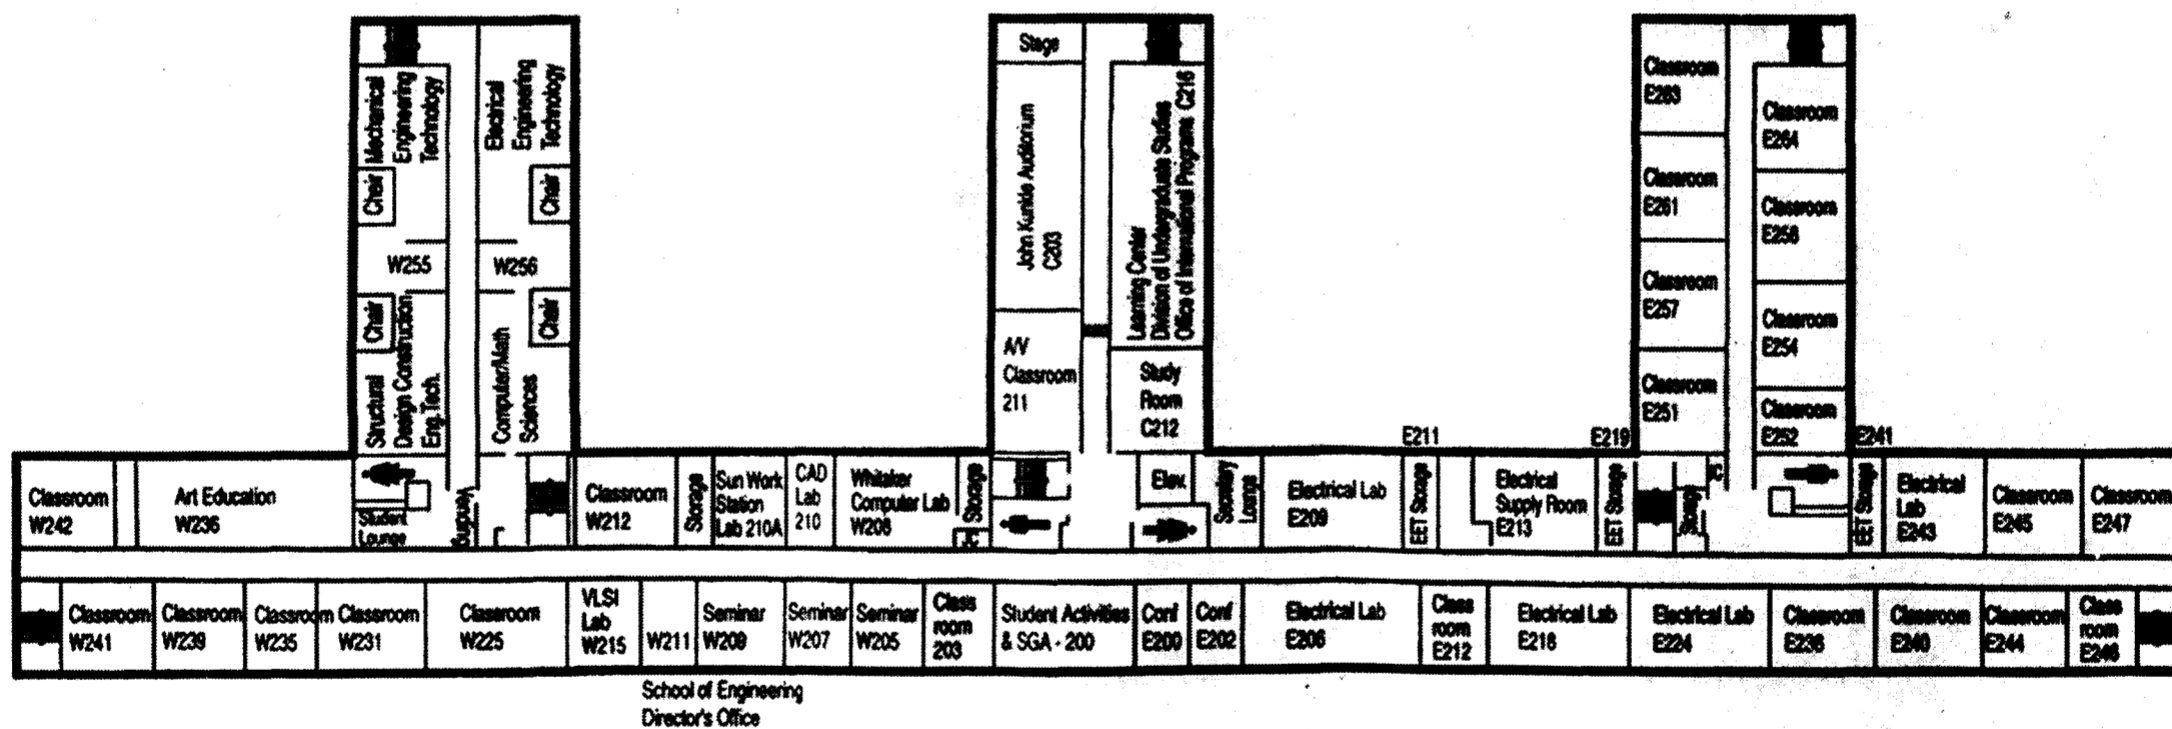 Mechanical
Engineering
Technology
Chair
Electrical
Engineering
Technology
Chair
W255
W256
Chair
Structural
Design Construction
Eng.Tech.
Chair
Computer/Math
Sciences
Stage
John Kunkle Auditorium
C203
Learning Center
Division of Undergraduate Studies
Office of International Programs C216
A/V
Classroom
211
Study
Room
C212
Classroom
E263
Classroom
E264
Classroom
E261
Classroom
E258
Classroom
E257
Classroom
E254
Classroom
E251
Classroom
E252
E211
E219
E241
Classroom
W242
Art Education
W236
Student
Lounge
Vending
Classroom
W212
Storage
Sun Work
Station
Lab 210A
CAD
Lab
210
Whitaker
Computer Lab
W208
Storage
Elev.
Secretary
Lounge
Electrical Lab
E209
EET Storage
Electrical
Supply Room
E213
EET Storage
Storage
EET Storage
Electrical
Lab
E243
Classroom
E245
Classroom
E247
Classroom
W241
Classroom
W239
Classroom
W235
Classroom
W231
Classroom
W225
VLSI
Lab
W215
W211
Seminar
W209
Seminar
W207
Seminar
W205
Class
room
203
Student Activities
& SGA - 200
Conf
E200
Conf
E202
Electrical Lab
E206
Class
room
E212
Electrical Lab
E218
Electrical Lab
E224
Classroom
E236
Classroom
E240
Classroom
E244
Class
room
E246
School of Engineering
Director's Office